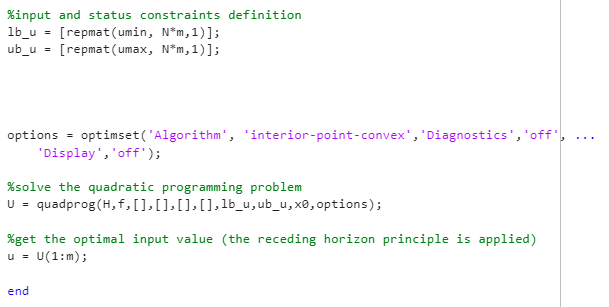 %input and status constraints definition
lb_u = [repmat(umin, N*m,1)];
ub_u = [repmat(umax, N*m,1)];
options = optimset('Algorithm', 'interior-point-convex','Diagnostics','off', ...
'Display','off');
%solve the quadratic programming problem
U = quadprog(H,f,[],[],[],[],lb_u,ub_u,x0,options);
%get the optimal input value (the receding horizon principle is applied)
u = U(1:m);
end